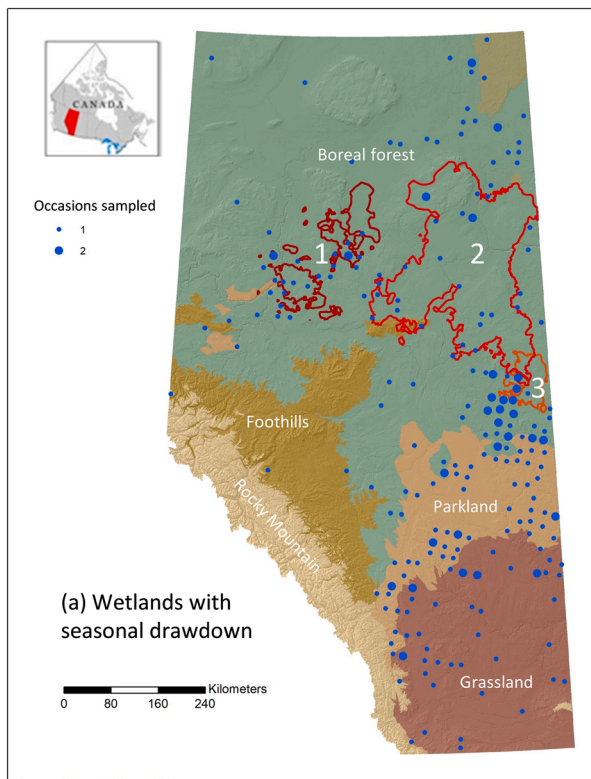 CANADA
Boreal forest
Occasions sampled
1
2
1
2
3
Foothills
Rocky Mountain
Parkland
(a) Wetlands with
seasonal drawdown
Grassland
Kilometers
0 80 160 240